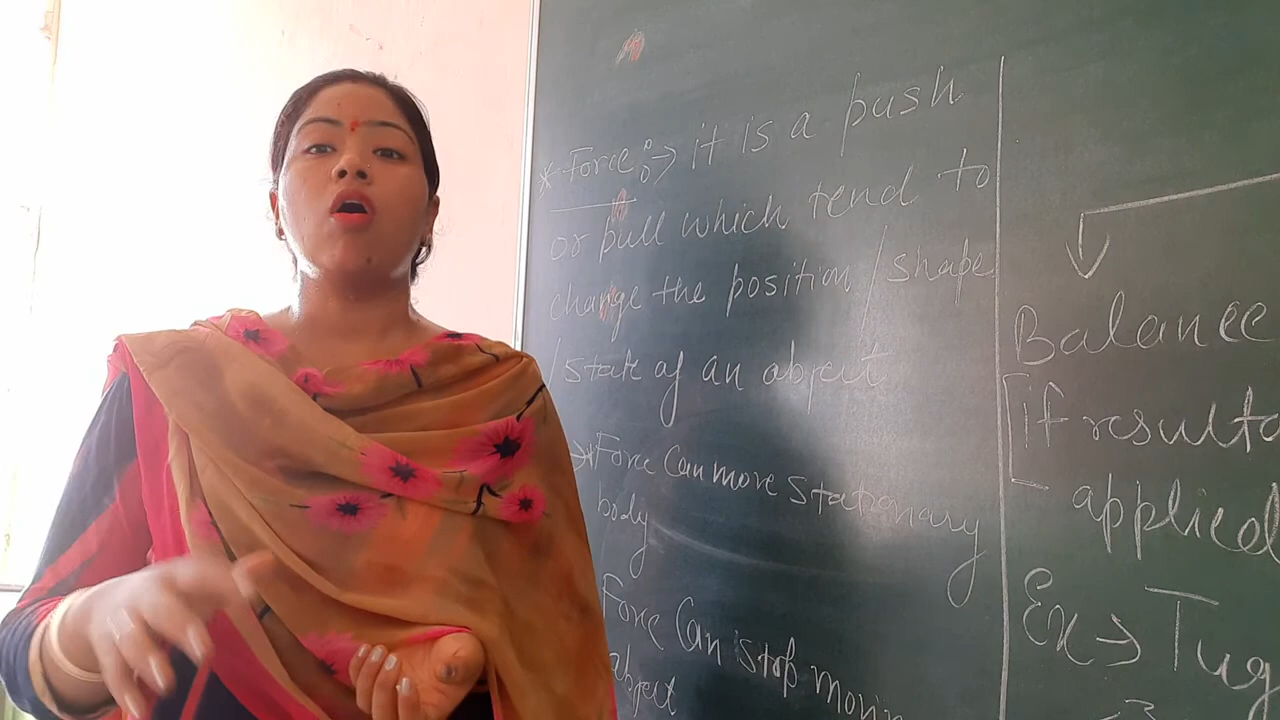 * Force :→ it is a push
or pull which tend to
change the position / shape
/ state of an object
→* Force Can move Stationary
body
Force Can stop movin
object
Balance
If resulta
applied
Ex → Tug